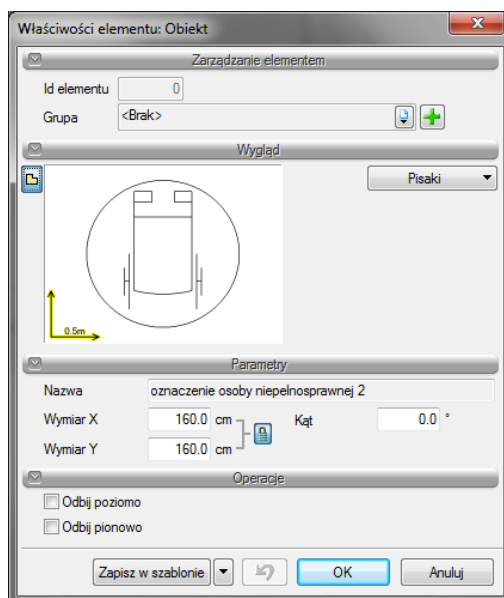 Właściwości elementu: Obiekt
Zarządzanie elementem
Id elementu 0
Grupa <Brak>
Wygląd
Pisaki
0.5m
Parametry
Nazwa oznaczenie osoby niepełnosprawnej 2
Wymiar X 160.0 cm Kąt 0.0 °
Wymiar Y 160.0 cm
Operacje
Odbij poziomo
Odbij pionowo
Zapisz w szablonie OK Anuluj